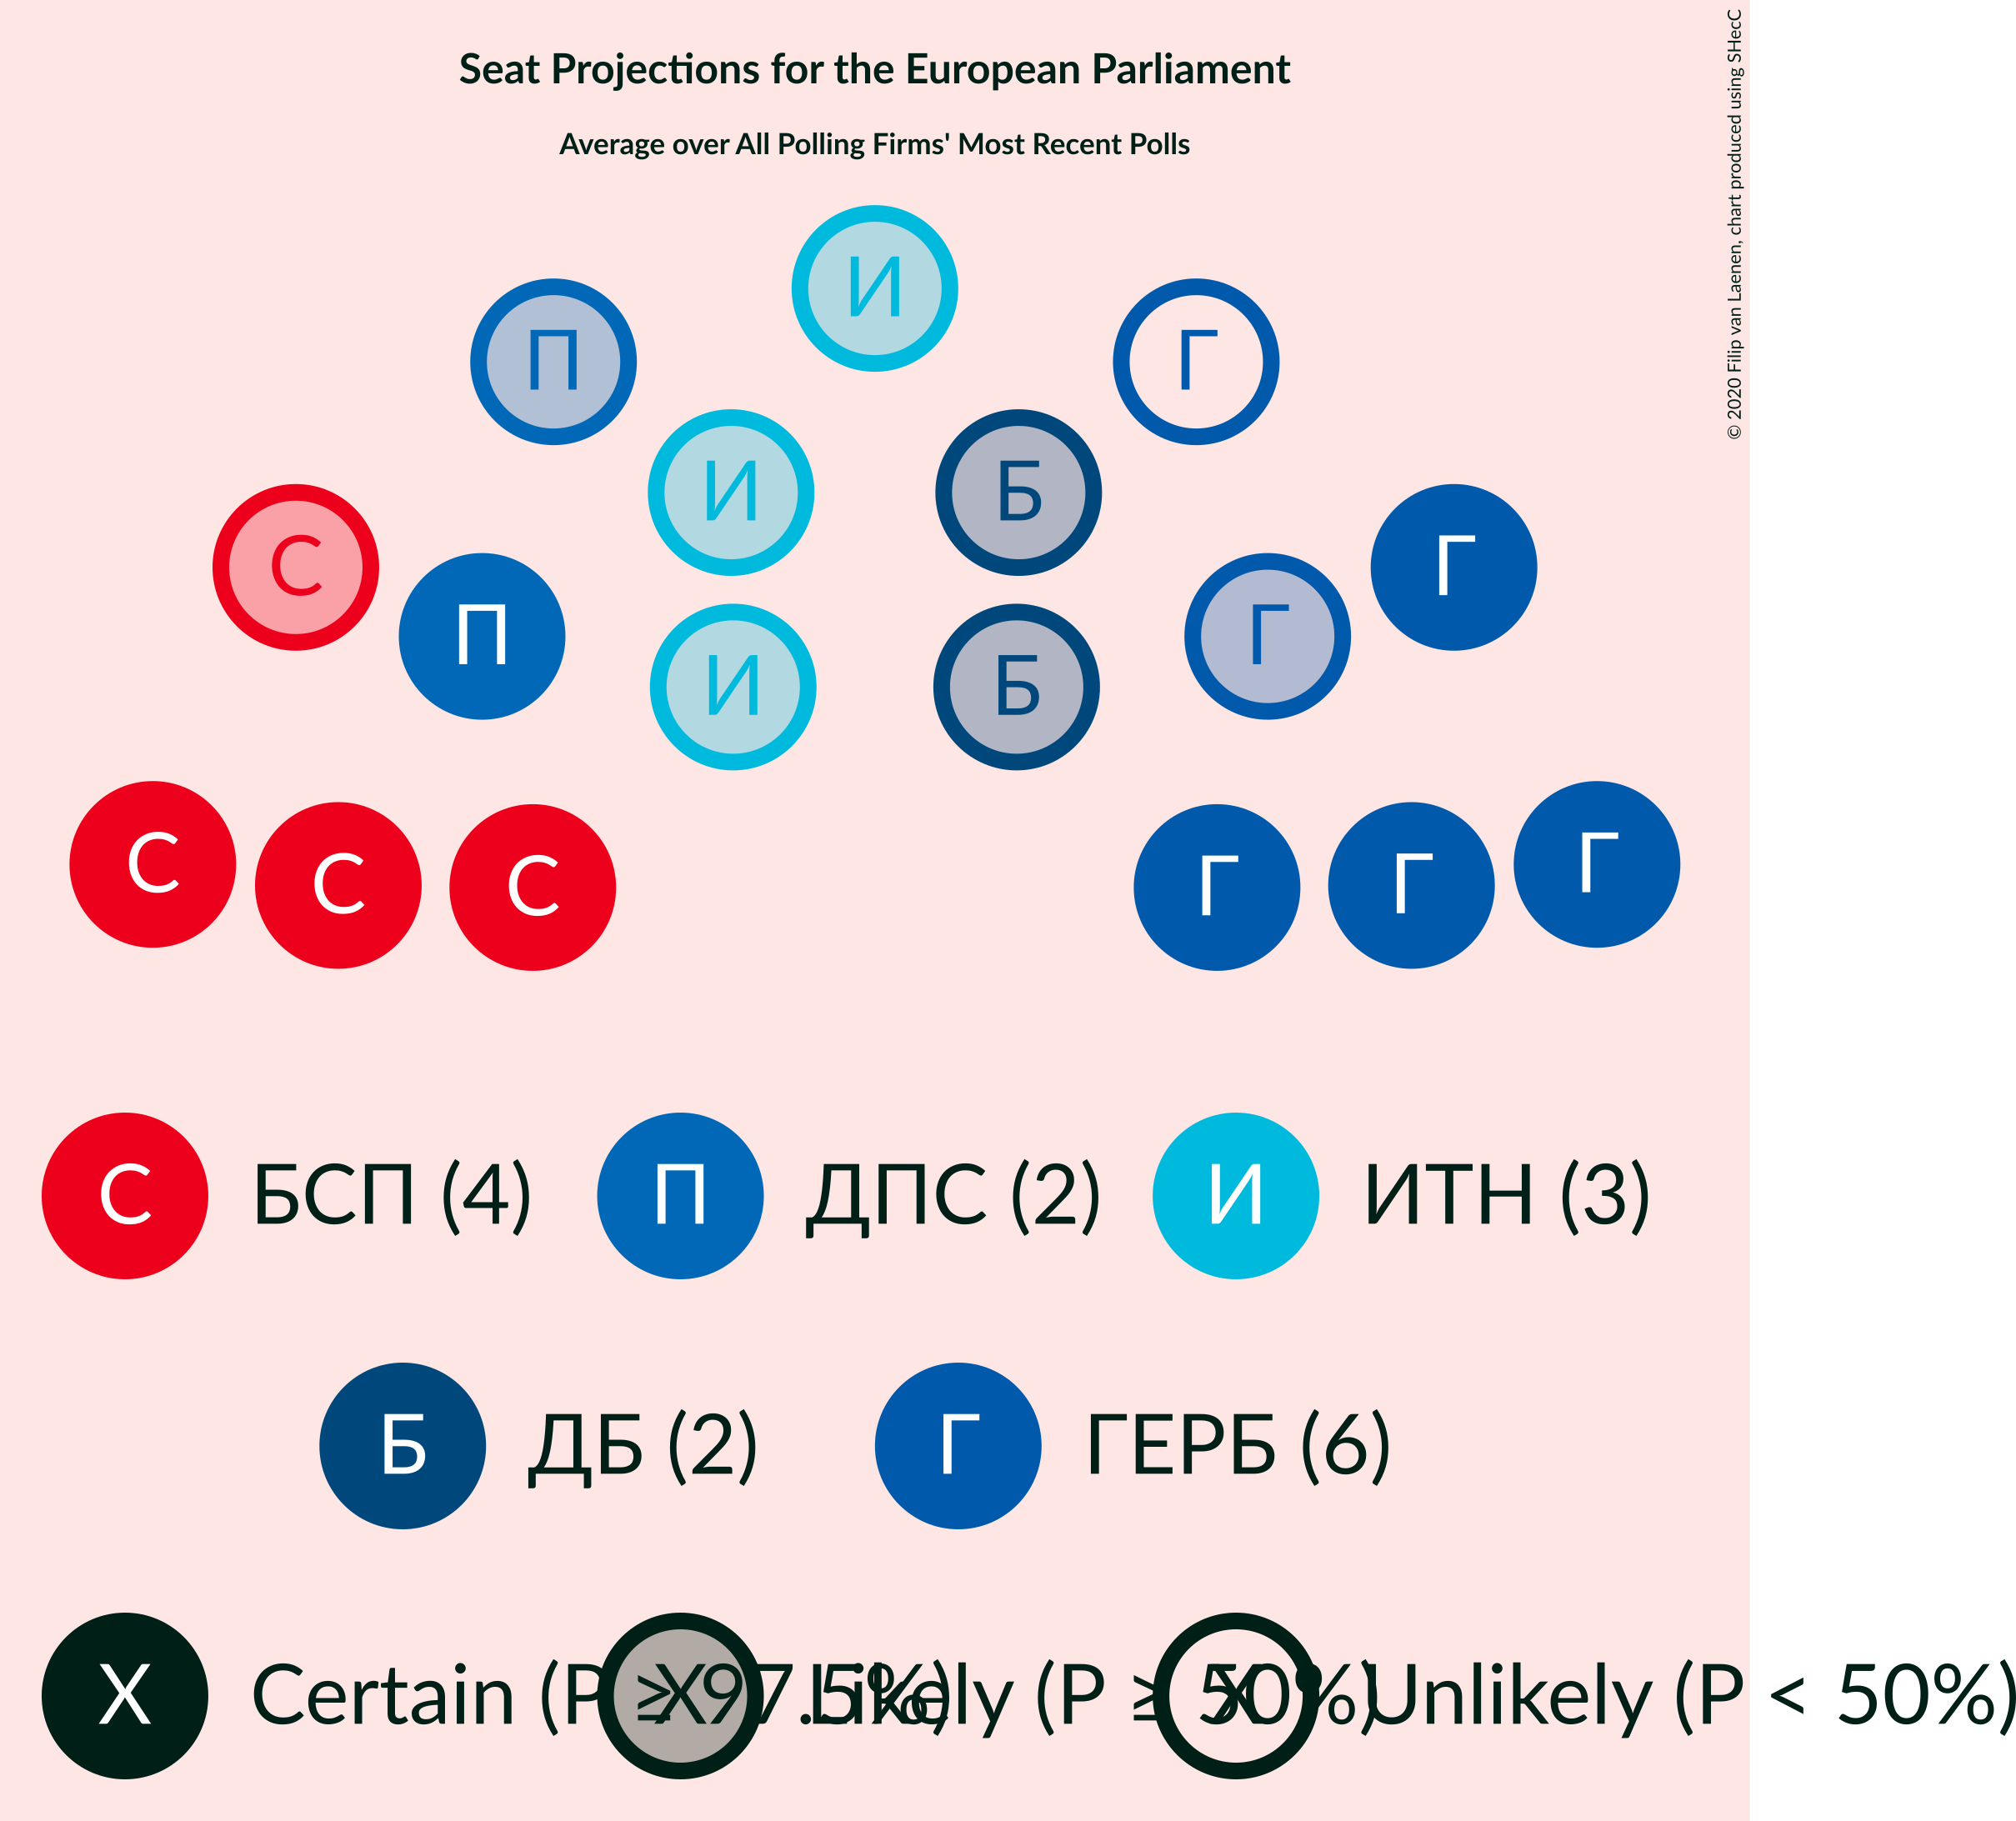 Seat Projections for the European Parliament
Average over All Polling Firms' Most Recent Polls
© 2020 Filip van Laenen, chart produced using SHecC
И
П
Г
И
Б
С
Г
П
Г
И
Б
С
С
С
Г
Г
Г
С БСП (4) П ДПС (2) И ИТН (3)
Б ДБ (2) Г ГЕРБ (6)
X Certain (P ≥ 97.5%) X Likely (P ≥ 50%) X Unlikely (P < 50%)